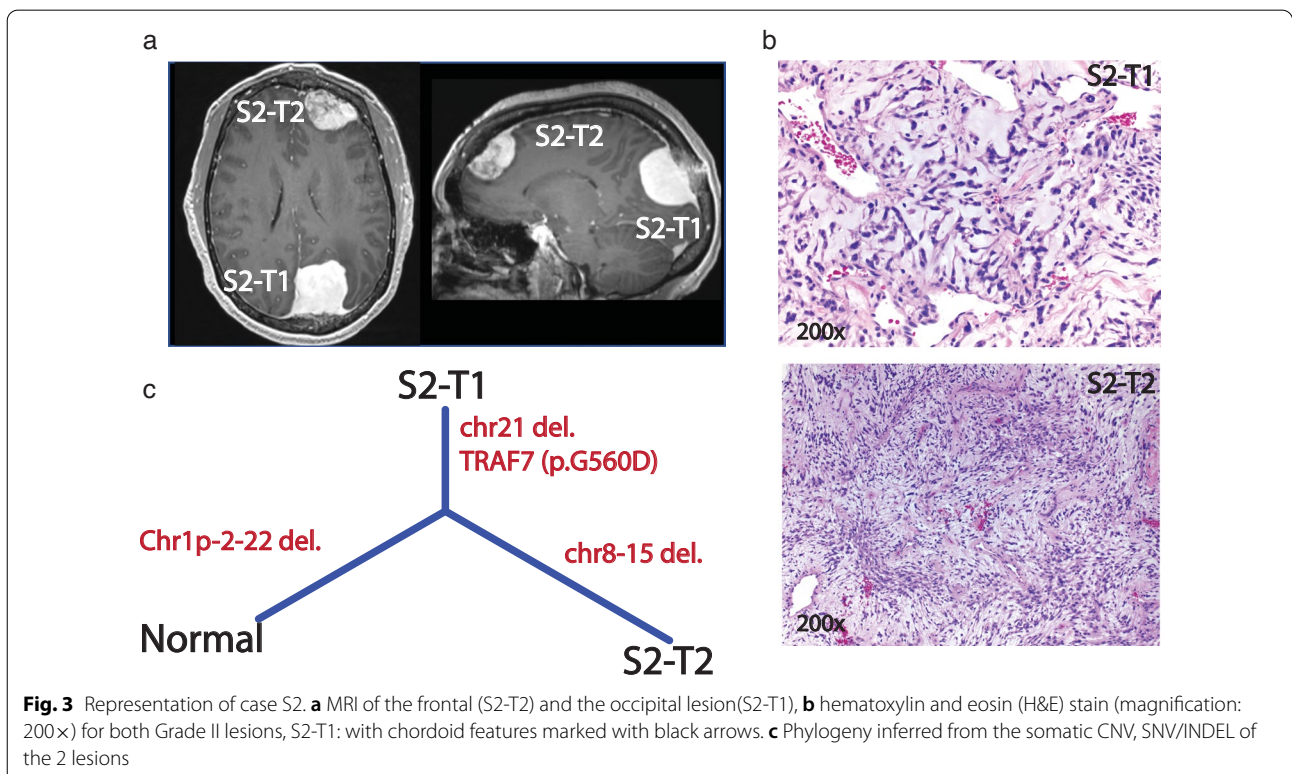 a
S2-T2
S2-T1
S2-T2
S2-T1
b
S2-T1
200x
S2-T2
200x
c
S2-T1
chr21 del.
TRAF7 (p.G560D)
Chr1p-2-22 del.
chr8-15 del.
Normal
S2-T2
Fig. 3 Representation of case S2. a MRI of the frontal (S2-T2) and the occipital lesion(S2-T1), b hematoxylin and eosin (H&E) stain (magnification:
200×) for both Grade II lesions, S2-T1: with chordoid features marked with black arrows. c Phylogeny inferred from the somatic CNV, SNV/INDEL of
the 2 lesions